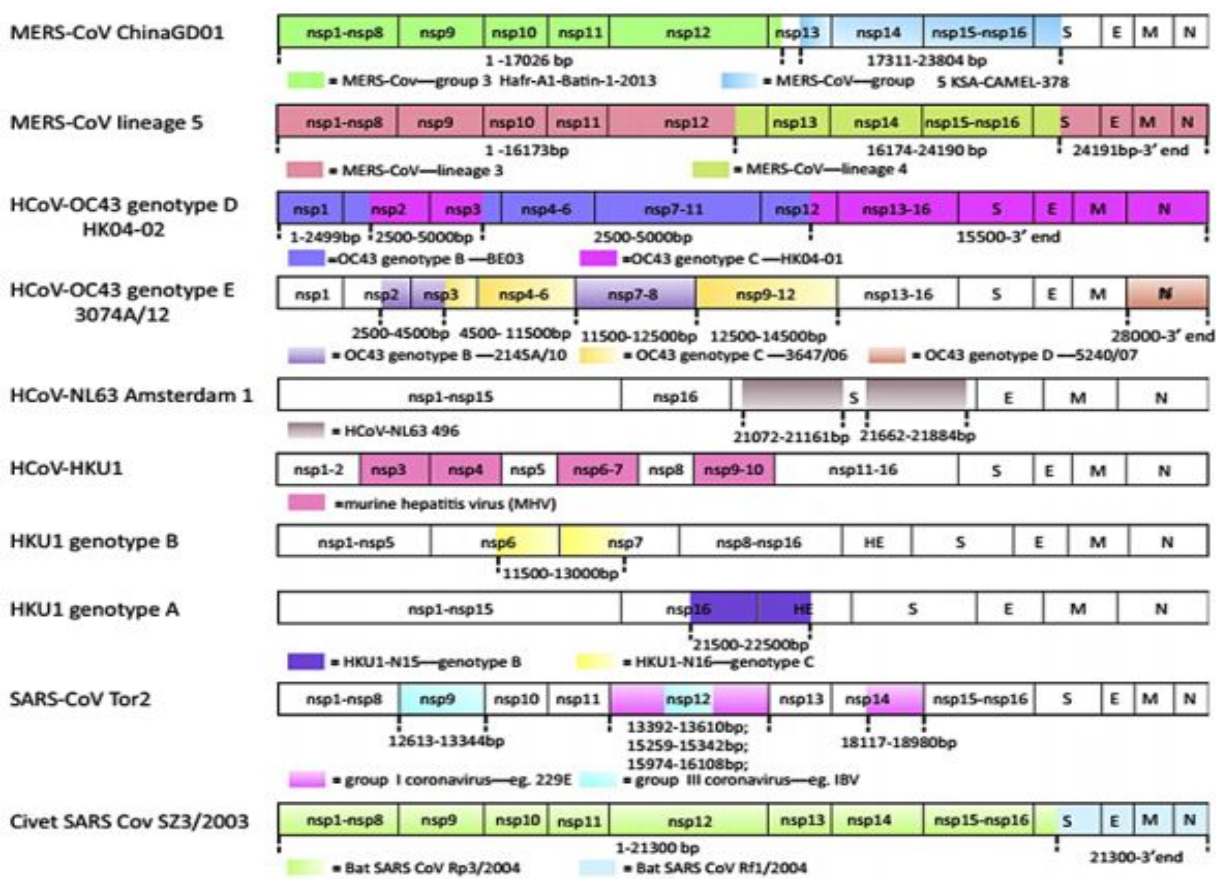 MERS-CoV ChinaGD01 nsp1-nsp8 nsp9 nsp10 nsp11 nsp12 nsp13 nsp14 nsp15-nsp16 S E M N
1 -17026 bp 17311-23804 bp
= MERS-Cov—group 3 Hafr-A1-Batin-1-2013 = MERS-CoV—group 5 KSA-CAMEL-378
MERS-CoV lineage 5 nsp1-nsp8 nsp9 nsp10 nsp11 nsp12 nsp13 nsp14 nsp15-nsp16 S E M N
1 -16173bp 16174-24190 bp 24191bp-3’ end
= MERS-CoV—lineage 3 = MERS-CoV—lineage 4
HCoV-OC43 genotype D nsp1 nsp2 nsp3 nsp4-6 nsp7-11 nsp12 nsp13-16 S E M N
HK04-02
1-2499bp 2500-5000bp 2500-5000bp 15500-3’ end
=OC43 genotype B —BE03 =OC43 genotype C—HK04-01
HCoV-OC43 genotype E nsp1 nsp2 nsp3 nsp4-6 nsp7-8 nsp9-12 nsp13-16 S E M N
3074A/12
2500-4500bp 4500- 11500bp 11500-12500bp 12500-14500bp 28000-3’ end
= OC43 genotype B —2145A/10 = OC43 genotype C —3647/06 = OC43 genotype D —5240/07
HCoV-NL63 Amsterdam 1 nsp1-nsp15 nsp16 S E M N
21072-21161bp 21662-21884bp
= HCoV-NL63 496
HCoV-HKU1 nsp1-2 nsp3 nsp4 nsp5 nsp6-7 nsp8 nsp9-10 nsp11-16 S E M N
=murine hepatitis virus (MHV)
HKU1 genotype B nsp1-nsp5 nsp6 nsp7 nsp8-nsp16 HE S E M N
11500-13000bp
HKU1 genotype A nsp1-nsp15 nsp16 HE S E M N
21500-22500bp
= HKU1-N15—genotype B = HKU1-N16—genotype C
SARS-CoV Tor2 nsp1-nsp8 nsp9 nsp10 nsp11 nsp12 nsp13 nsp14 nsp15-nsp16 S E M N
12613-13344bp 13392-13610bp; 18117-18980bp
15259-15342bp;
15974-16108bp;
= group I coronavirus—eg. 229E = group III coronavirus—eg. IBV
Civet SARS Cov SZ3/2003 nsp1-nsp8 nsp9 nsp10 nsp11 nsp12 nsp13 nsp14 nsp15-nsp16 S E M N
1-21300 bp 21300-3’end
= Bat SARS CoV Rp3/2004 = Bat SARS CoV Rf1/2004